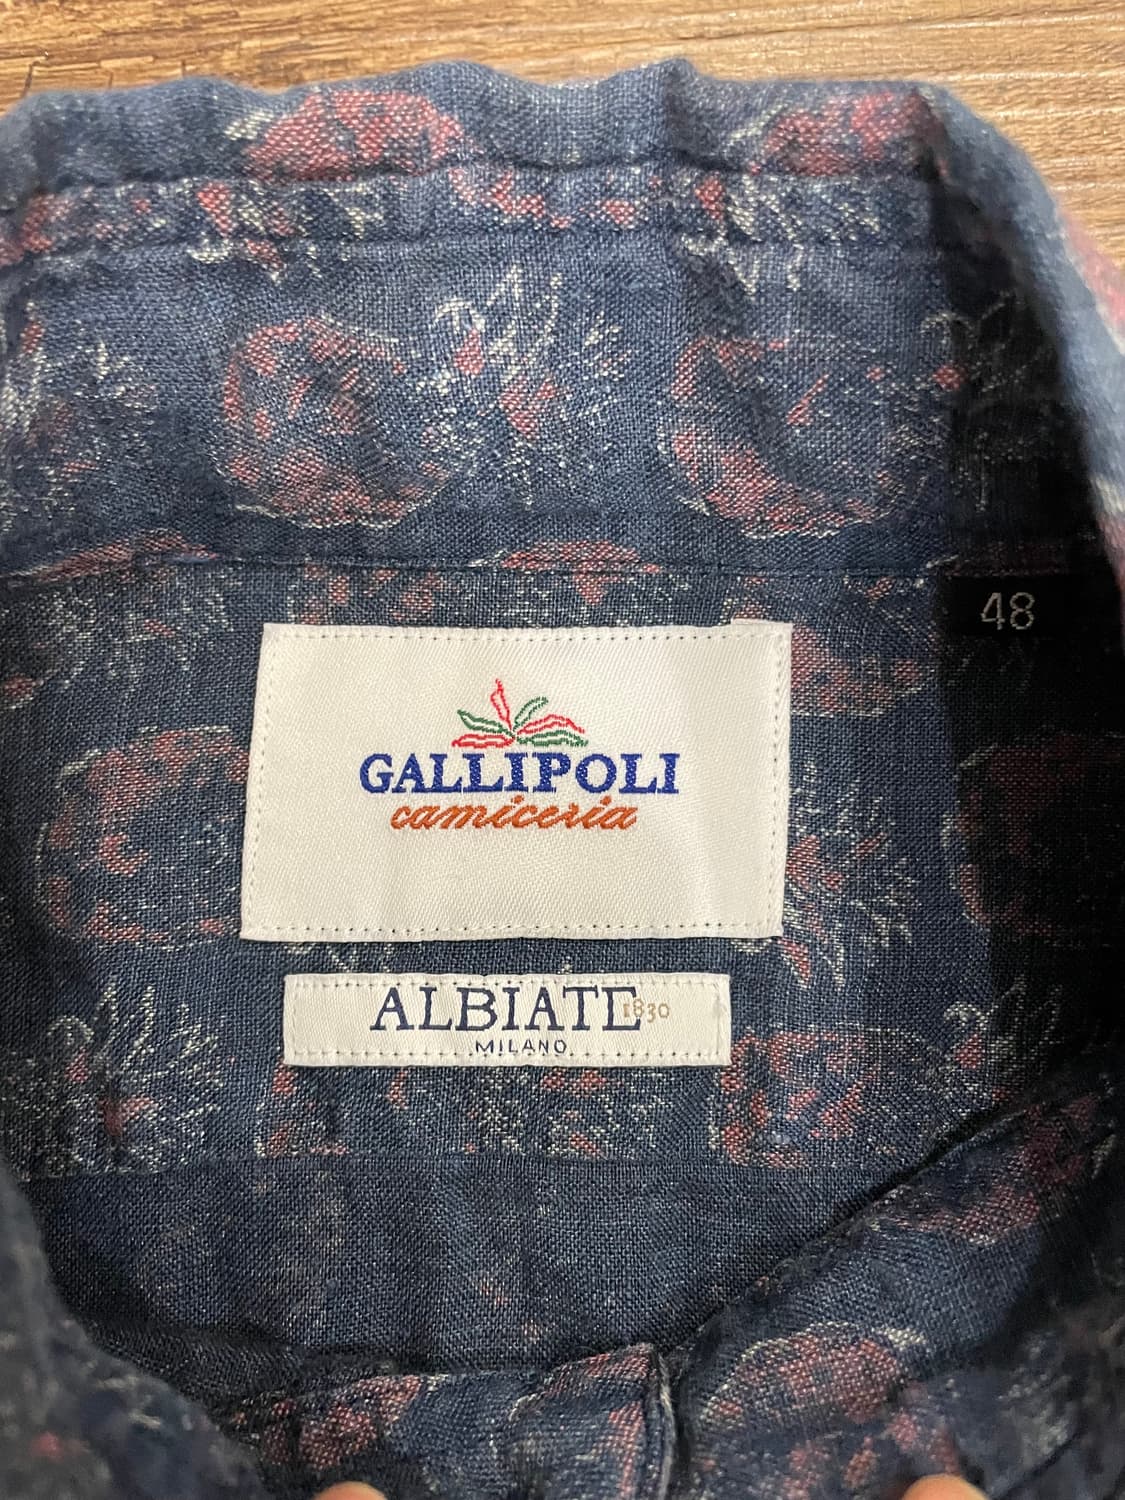 48
GALLIPOLI
camiceria
ALBIATE 1830
MILANO